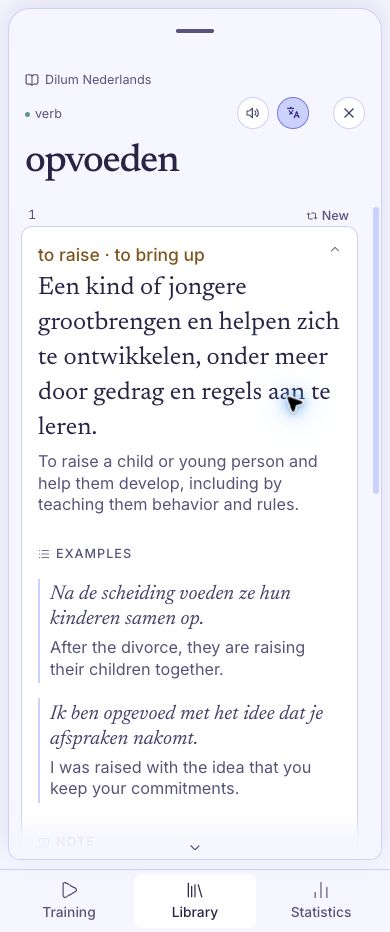 Dilum Nederlands
verb
opvoeden
1
New
to raise · to bring up
Een kind of jongere
grootbrengen en helpen zich
te ontwikkelen, onder meer
door gedrag en regels aan te
leren.
To raise a child or young person and
help them develop, including by
teaching them behavior and rules.
EXAMPLES
Na de scheiding voeden ze hun
kinderen samen op.
After the divorce, they are raising
their children together.
Ik ben opgevoed met het idee dat je
afspraken nakomt.
I was raised with the idea that you
keep your commitments.
NOTE
Training
Library
Statistics